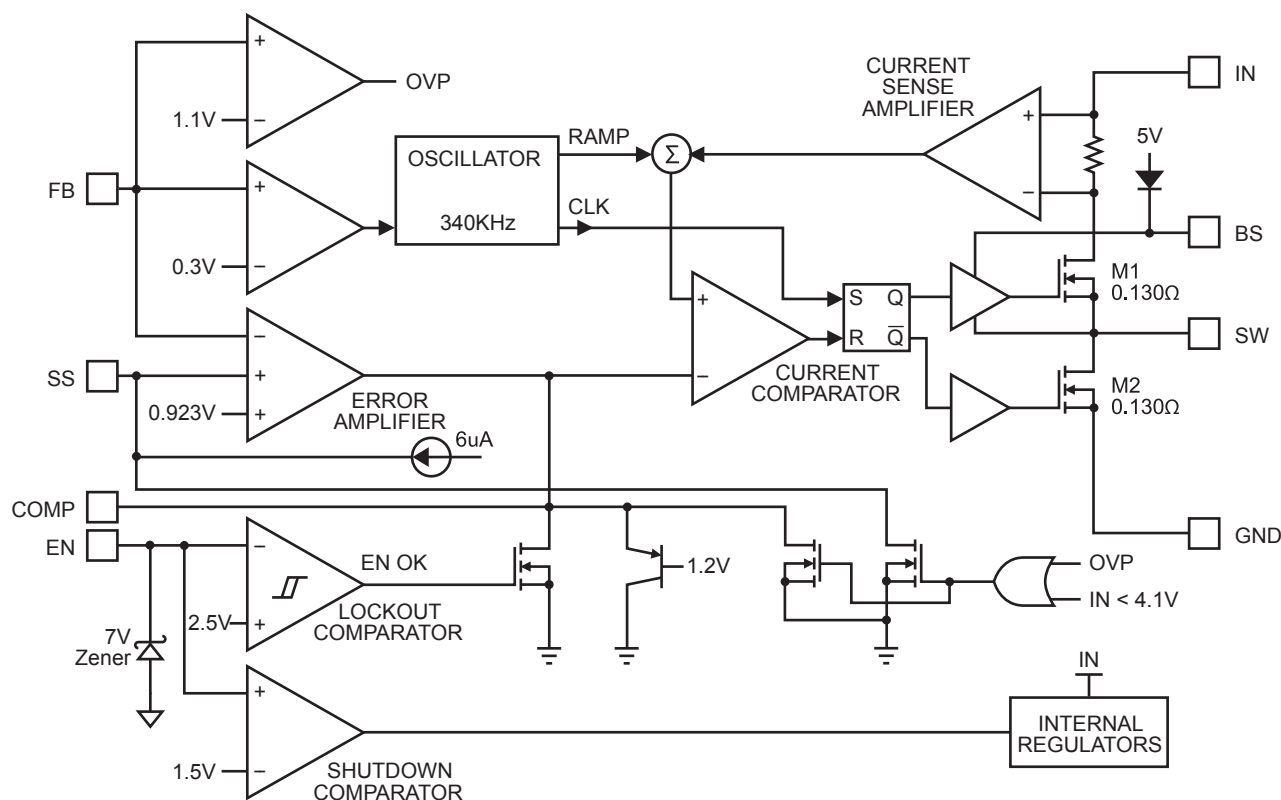 +
OVP
1.1V
−
CURRENT
SENSE
AMPLIFIER
IN
+
−
5V
OSCILLATOR
340KHz
RAMP
Σ
CLK
FB
+
0.3V
−
BS
M1
0.130Ω
+
−
S Q
R Q̅
SW
CURRENT
COMPARATOR
M2
0.130Ω
−
SS
+
0.923V
+
ERROR
AMPLIFIER
6uA
COMP
EN
−
EN OK
2.5V
+
LOCKOUT
COMPARATOR
1.2V
OVP
IN < 4.1V
GND
7V
Zener
+
1.5V
−
SHUTDOWN
COMPARATOR
IN
INTERNAL
REGULATORS